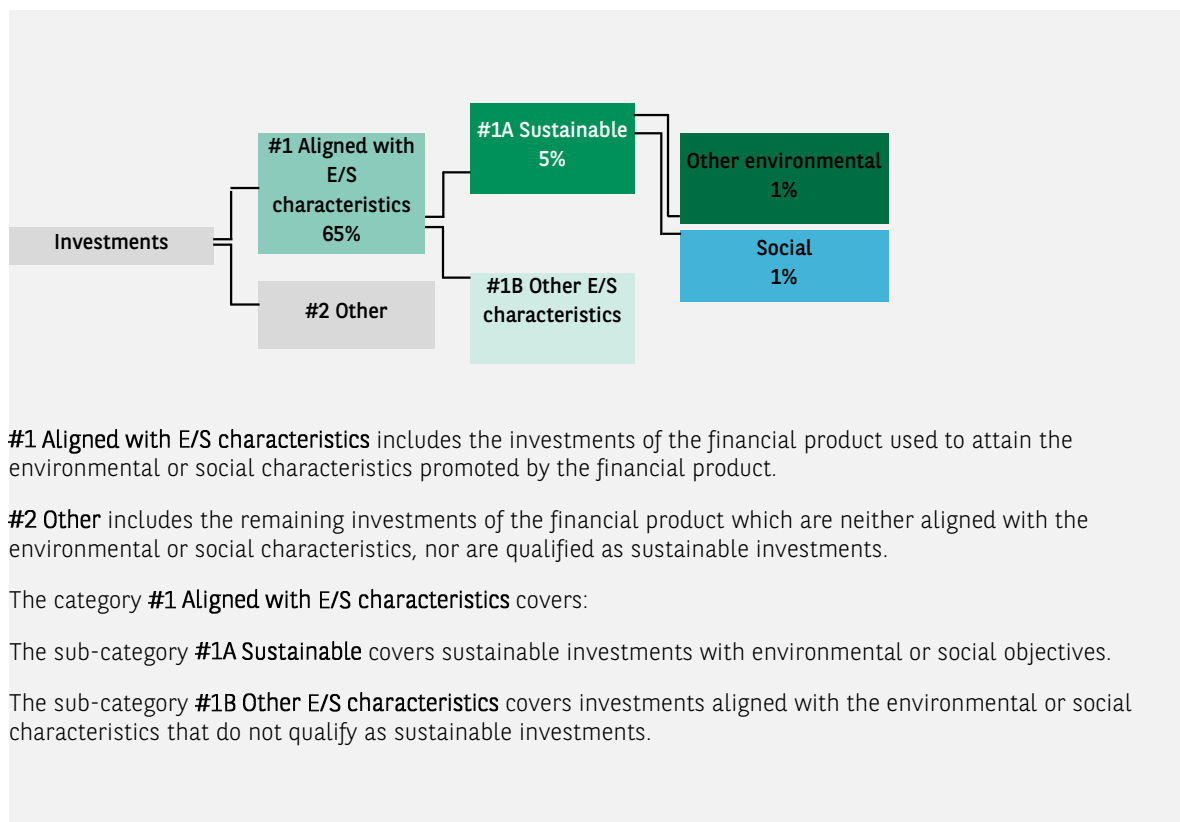 #1A Sustainable
5%
#1 Aligned with
E/S
characteristics
65%
Other environmental
1%
Investments
Social
1%
#2 Other
#1B Other E/S
characteristics
#1 Aligned with E/S characteristics includes the investments of the financial product used to attain the
environmental or social characteristics promoted by the financial product.
#2 Other includes the remaining investments of the financial product which are neither aligned with the
environmental or social characteristics, nor are qualified as sustainable investments.
The category #1 Aligned with E/S characteristics covers:
The sub-category #1A Sustainable covers sustainable investments with environmental or social objectives.
The sub-category #1B Other E/S characteristics covers investments aligned with the environmental or social
characteristics that do not qualify as sustainable investments.